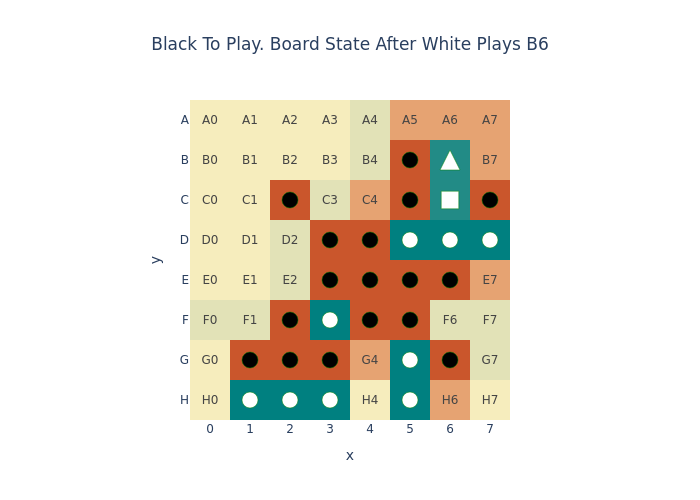 Black To Play. Board State After White Plays B6
A A0 A1 A2 A3 A4 A5 A6 A7
B B0 B1 B2 B3 B4 B7
C C0 C1 C3 C4
D D0 D1 D2
E E0 E1 E2 E7
F F0 F1 F6 F7
G G0 G4 G7
H H0 H4 H6 H7
0 1 2 3 4 5 6 7
x
y